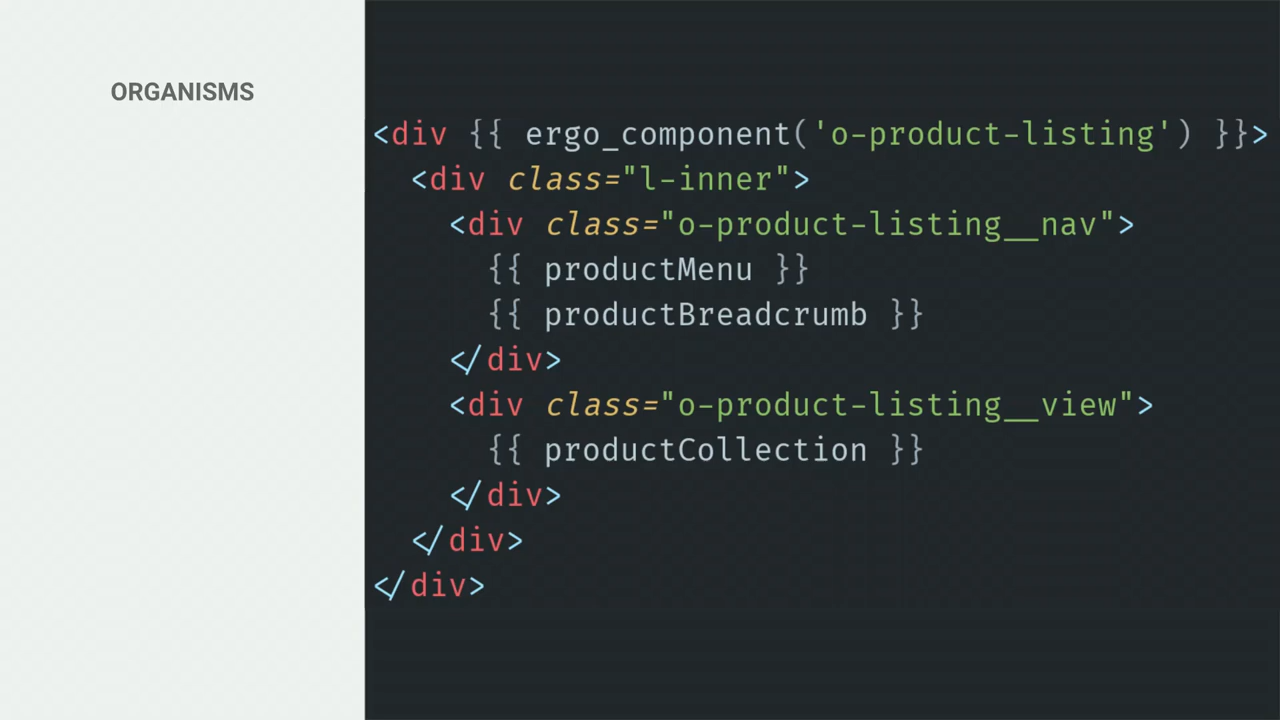 ORGANISMS
<div {{ ergo_component('o-product-listing') }}>
<div class="l-inner">
<div class="o-product-listing__nav">
{{ productMenu }}
{{ productBreadcrumb }}
</div>
<div class="o-product-listing__view">
{{ productCollection }}
</div>
</div>
</div>